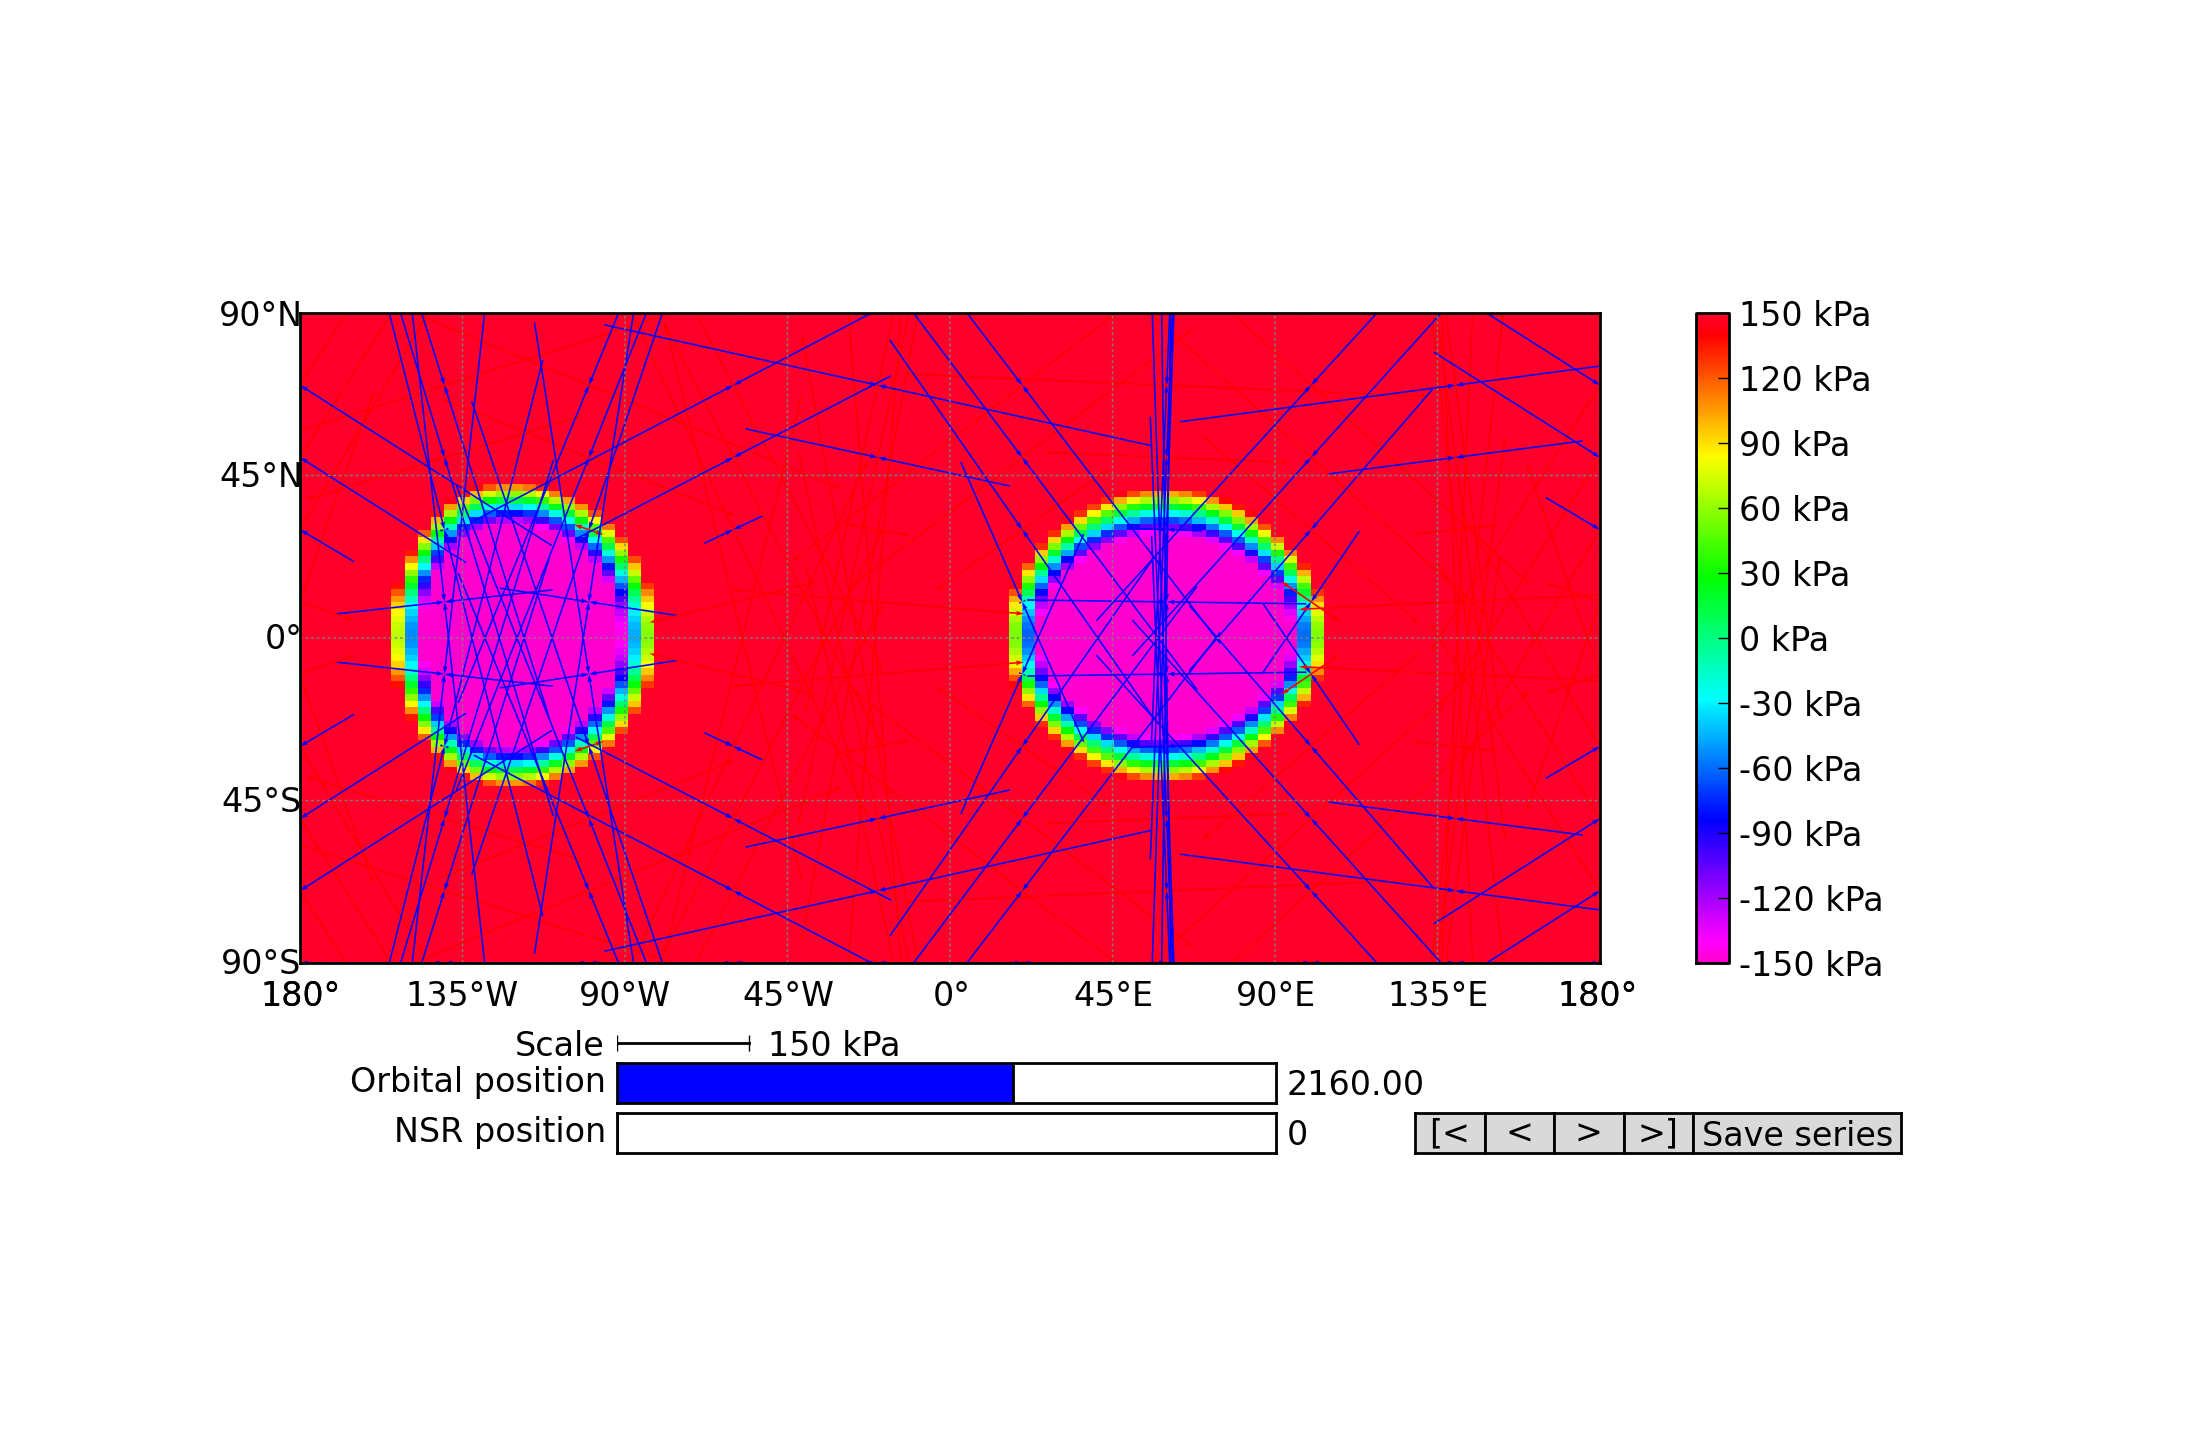 90°N
45°N
0°
45°S
90°S
180° 135°W 90°W 45°W 0° 45°E 90°E 135°E 180°
150 kPa
120 kPa
90 kPa
60 kPa
30 kPa
0 kPa
-30 kPa
-60 kPa
-90 kPa
-120 kPa
-150 kPa
Scale 150 kPa
Orbital position 2160.00
NSR position 0 [< < > >] Save series